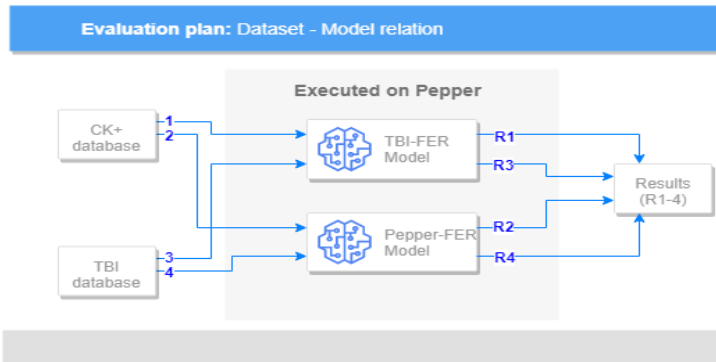 Evaluation plan: Dataset - Model relation
Executed on Pepper
CK+
database
1
2
TBI-FER
Model
R1
R3
Results
(R1-4)
Pepper-FER
Model
R2
R4
TBI
database
3
4